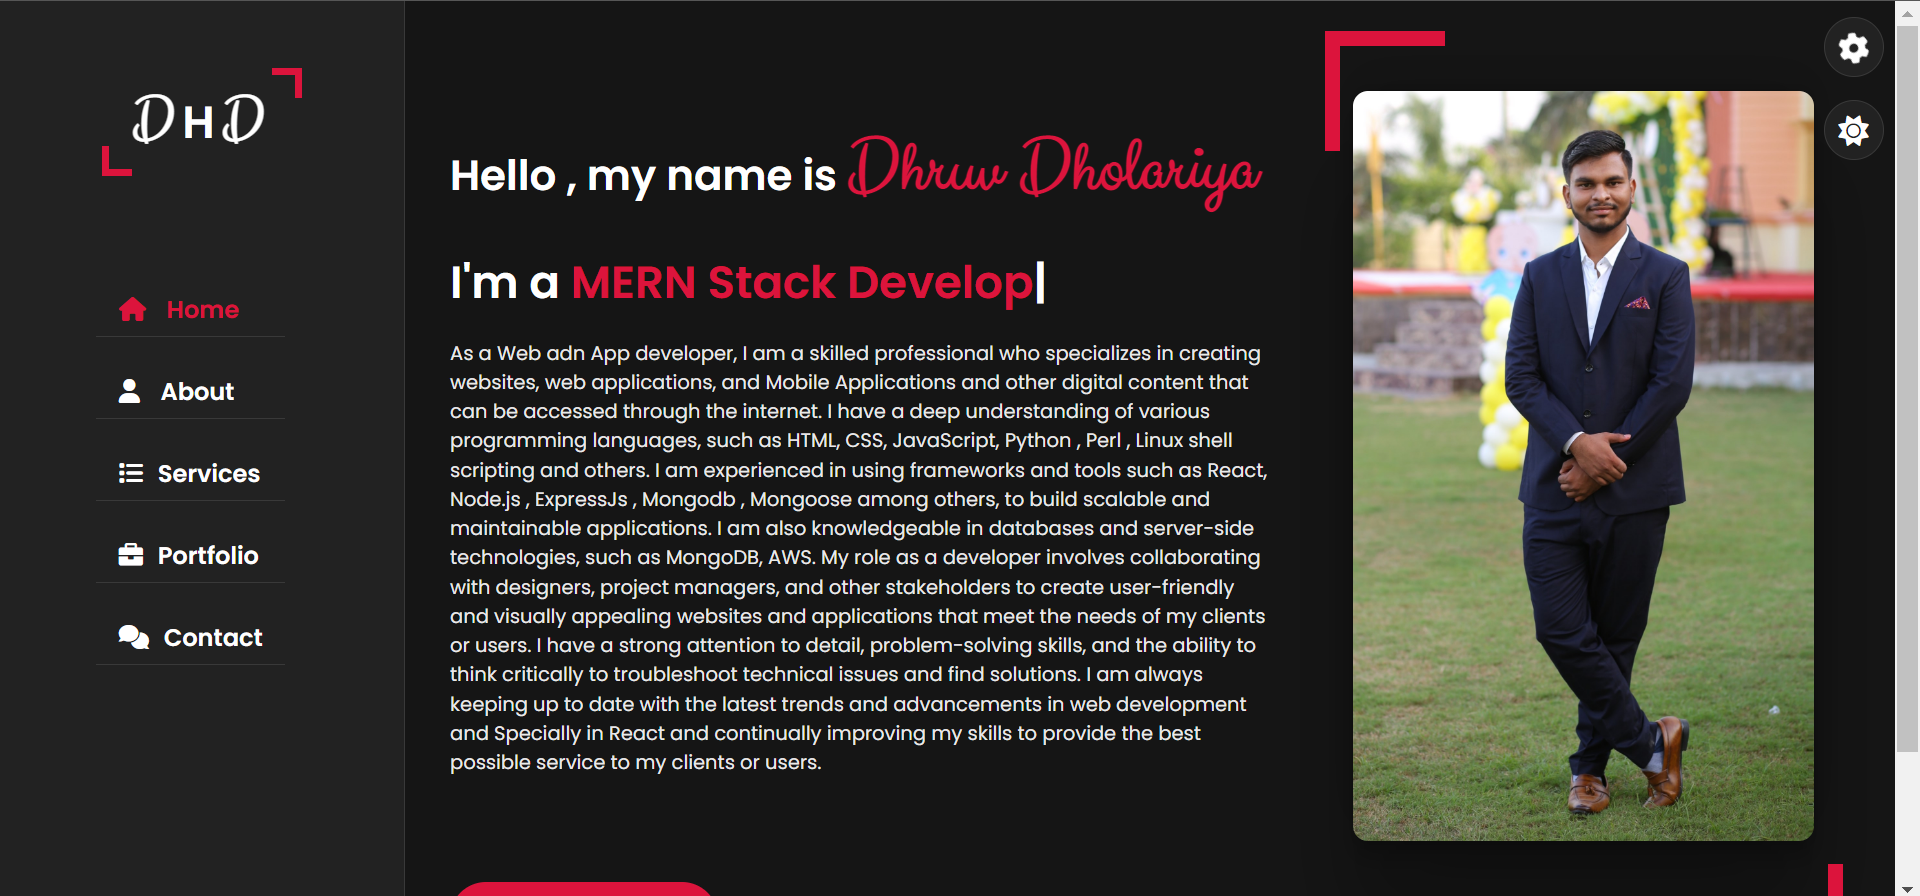 DHD
Home
About
Services
Portfolio
Contact
Hello , my name is Dhruv Dholariya
I'm a MERN Stack Develop|
As a Web adn App developer, I am a skilled professional who specializes in creating
websites, web applications, and Mobile Applications and other digital content that
can be accessed through the internet. I have a deep understanding of various
programming languages, such as HTML, CSS, JavaScript, Python , Perl , Linux shell
scripting and others. I am experienced in using frameworks and tools such as React,
Node.js , ExpressJs , Mongodb , Mongoose among others, to build scalable and
maintainable applications. I am also knowledgeable in databases and server-side
technologies, such as MongoDB, AWS. My role as a developer involves collaborating
with designers, project managers, and other stakeholders to create user-friendly
and visually appealing websites and applications that meet the needs of my clients
or users. I have a strong attention to detail, problem-solving skills, and the ability to
think critically to troubleshoot technical issues and find solutions. I am always
keeping up to date with the latest trends and advancements in web development
and Specially in React and continually improving my skills to provide the best
possible service to my clients or users.